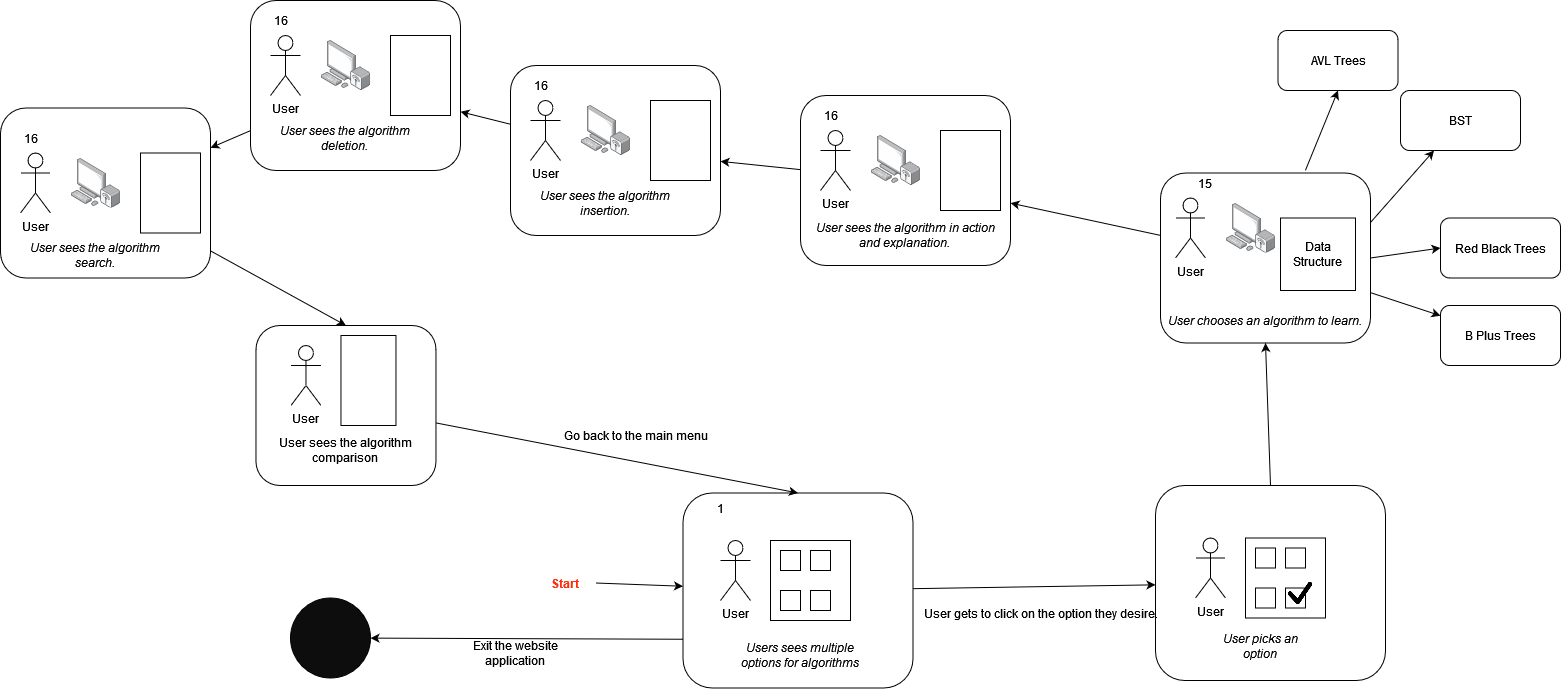 16
User
User sees the algorithm
deletion.
16
User
User sees the algorithm
insertion.
16
User
User sees the algorithm
search.
16
User
User sees the algorithm in action
and explanation.
AVL Trees
BST
15
User
Data
Structure
User chooses an algorithm to learn.
Red Black Trees
B Plus Trees
User
User sees the algorithm
comparison
Go back to the main menu
1
User
Users sees multiple
options for algorithms
Start
Exit the website
application
User gets to click on the option they desire.
User
User picks an
option